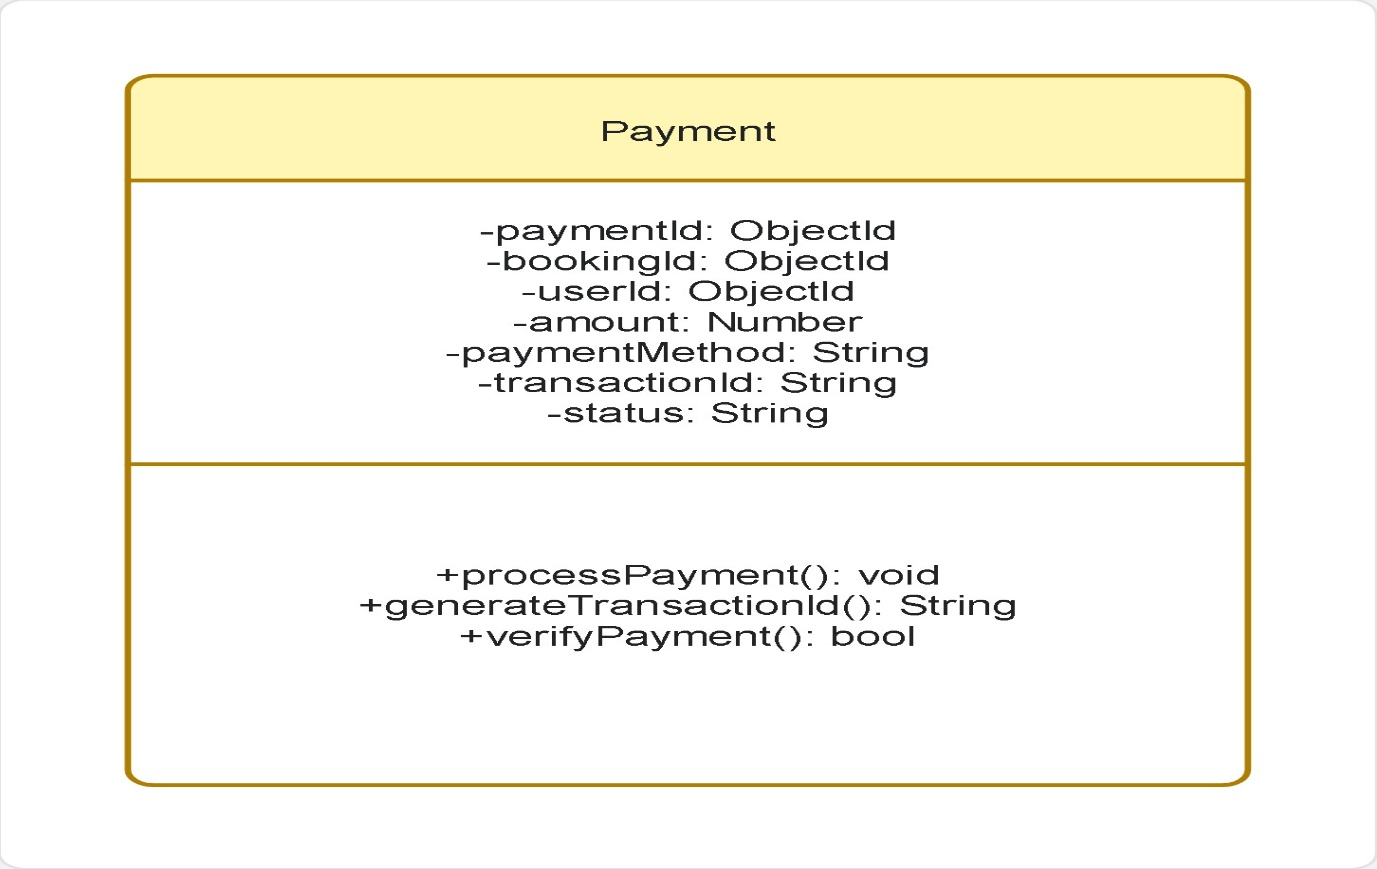 Payment
-paymentId: ObjectId
-bookingId: ObjectId
-userId: ObjectId
-amount: Number
-paymentMethod: String
-transactionId: String
-status: String
+processPayment(): void
+generateTransactionId(): String
+verifyPayment(): bool